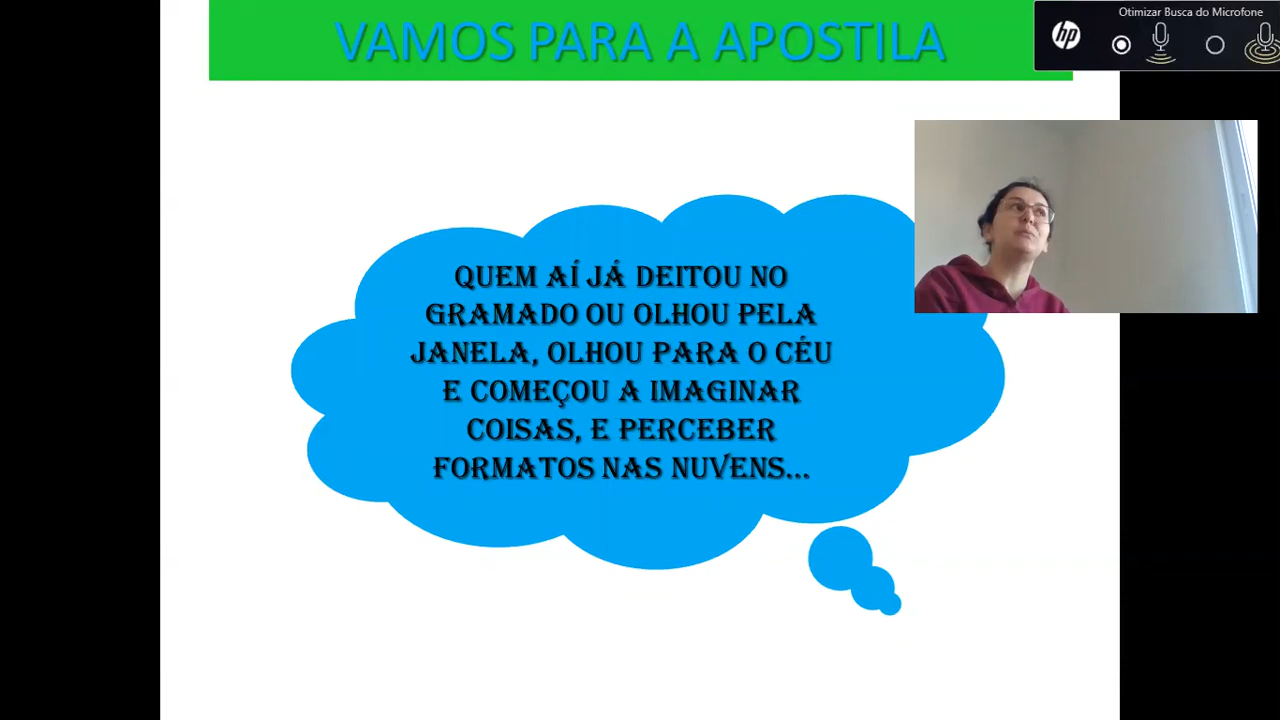 VAMOS PARA A APOSTILA
Otimizar Busca do Microfone
hp
QUEM AÍ JÁ DEITOU NO
GRAMADO OU OLHOU PELA
JANELA, OLHOU PARA O CÉU
E COMEÇOU A IMAGINAR
COISAS, E PERCEBER
FORMATOS NAS NUVENS...